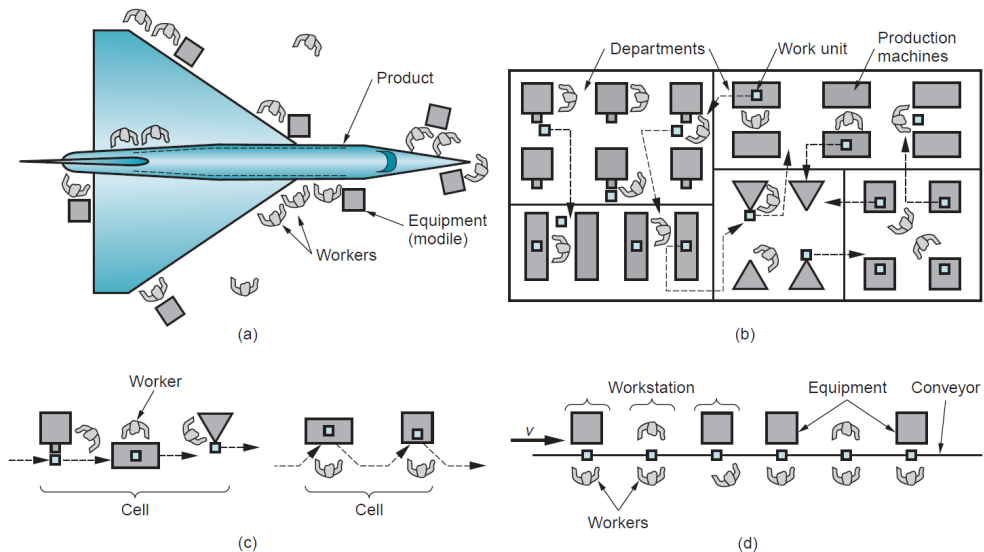 Product
Equipment
(modile)
Workers
(a)
Departments
Work unit
Production
machines
(b)
Worker
Cell
Cell
(c)
Workstation
Equipment
Conveyor
v
Workers
(d)